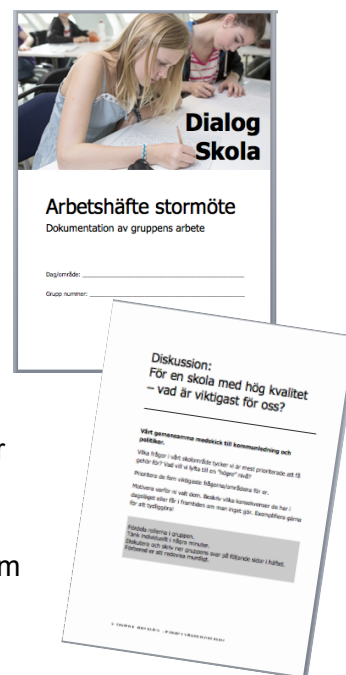 Dialog
Skola
Arbetshäfte stormöte
Dokumentation av gruppens arbete
Dag/område:
Grupp nummer:
Diskussion:
För en skola med hög kvalitet
– vad är viktigast för oss?
Vårt gemensamma medskick till kommunledning och
politiker.
Vilka frågor i vårt skolområde tycker vi är mest prioriterade att få
gehör för? Vad vill vi lyfta till en "högre" nivå?
Prioritera de fem viktigaste frågorna/områdena för er.
Motivera varför ni valt dem. Beskriv vilka konsekvenser de har i
dagsläget eller får i framtiden om man inget gör. Exemplifiera gärna
för att tydliggöra!
Fördela rollerna i gruppen.
Tänk individuellt i några minuter.
Diskutera och skriv ner gruppens svar på följande sidor i häftet.
Förbered er att redovisa muntligt.
r
m